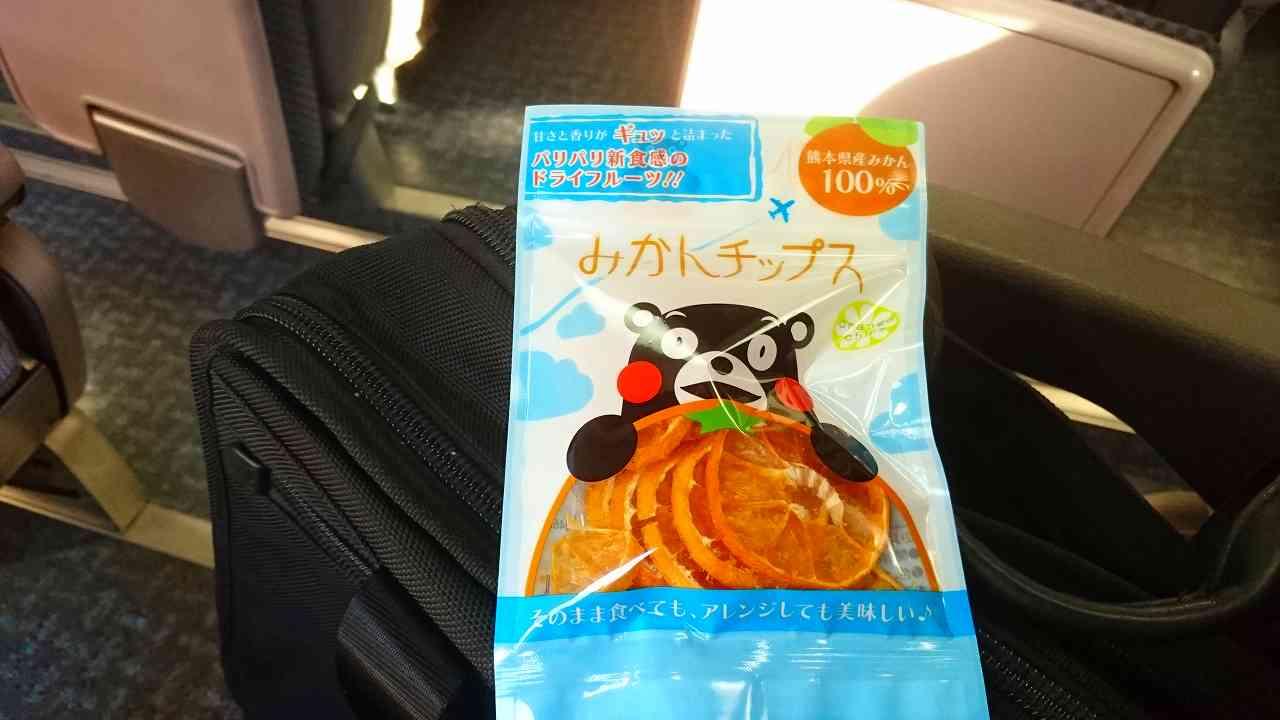 甘さと香りがギュッと詰まった
パリパリ新食感の
ドライフルーツ!!
熊本県産みかん
100%
みかんチップス
そのまま食べても、アレンジしても美味しい♪